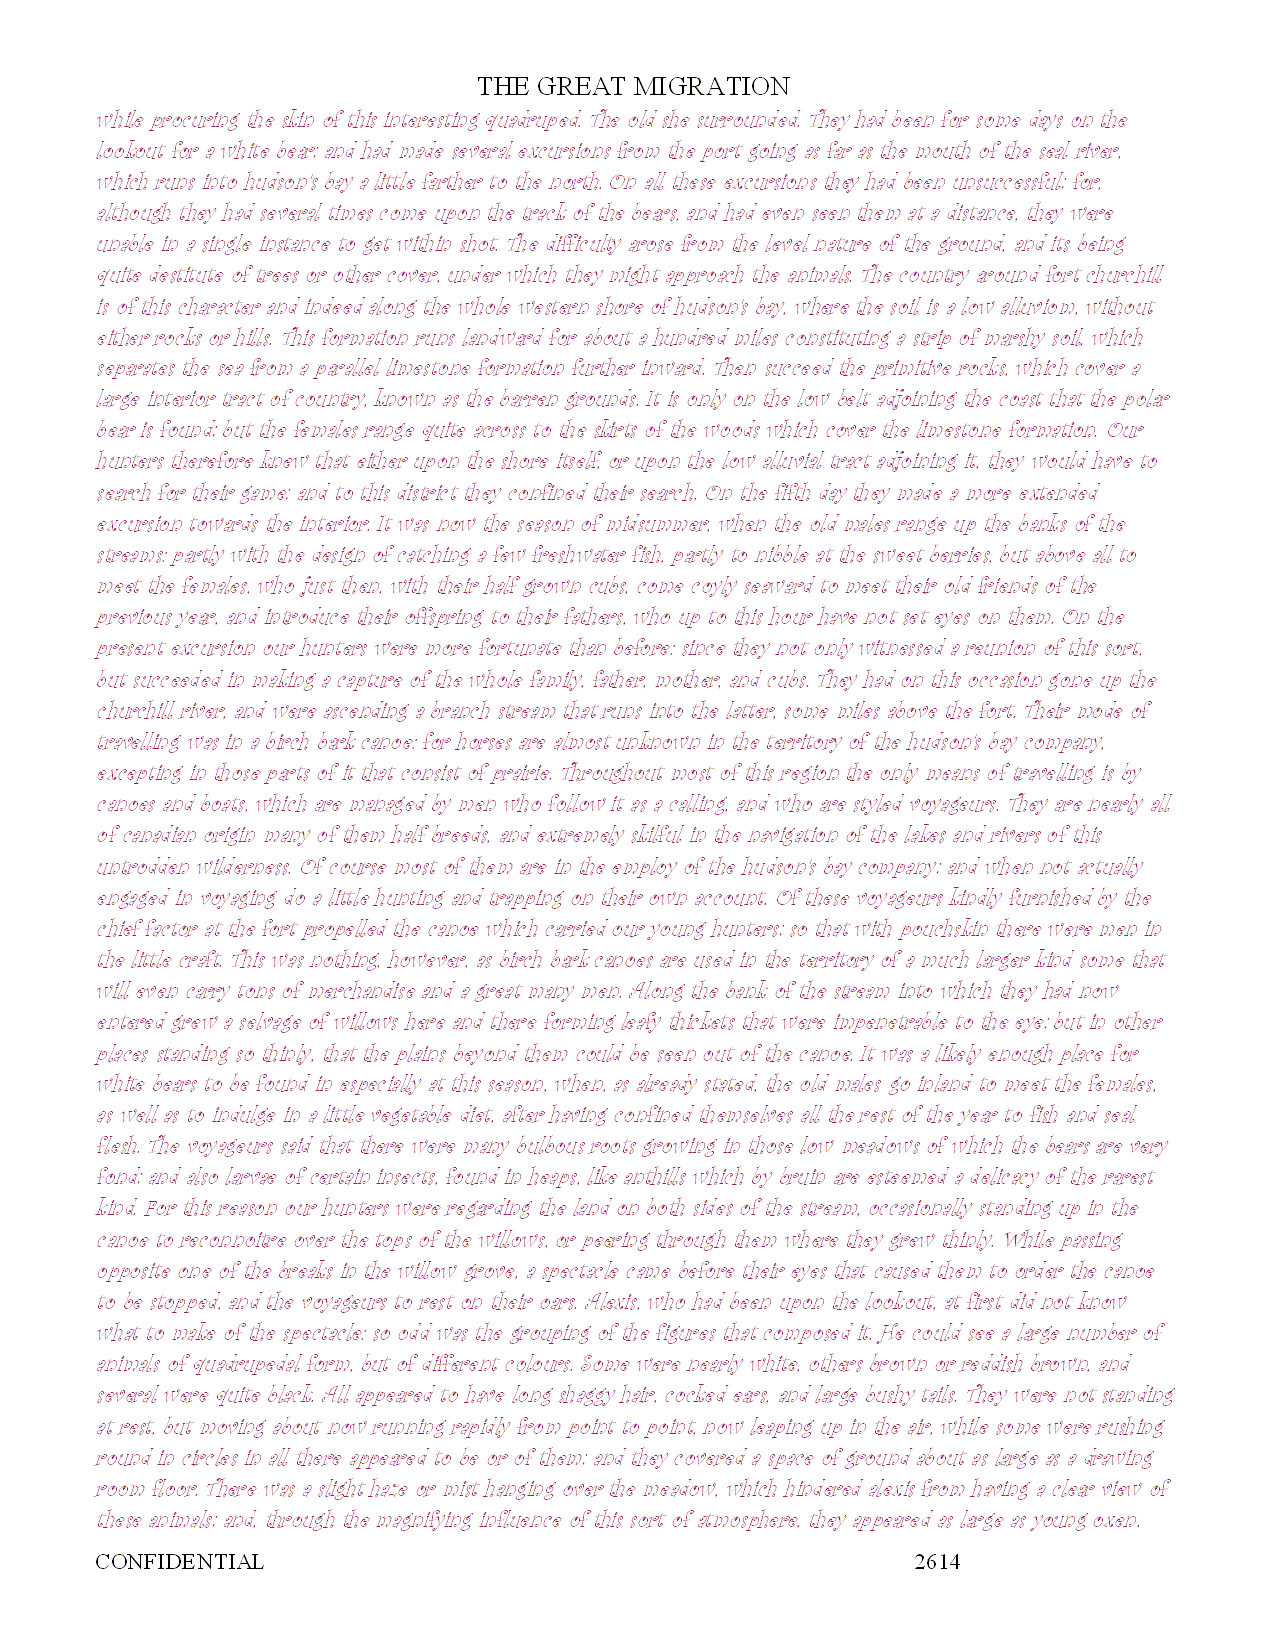 THE GREAT MIGRATION
while procuring the skin of this interesting quadruped. The old she surrounded. They had been for some days on the
lookout for a white bear; and had made several excursions from the port going as far as the mouth of the seal river,
which runs into hudson's bay a little farther to the north. On all these excursions they had been unsuccessful; for,
although they had several times come upon the track of the bears, and had even seen them at a distance, they were
unable in a single instance to get within shot. The difficulty arose from the level nature of the ground, and its being
quite destitute of trees or other cover, under which they might approach the animals. The country around fort churchill
is of this character and indeed along the whole western shore of hudson's bay, where the soil is a low alluviom, without
either rocks or hills. This formation runs landward for about a hundred miles constituting a strip of marshy soil, which
separates the sea from a parallel limestone formation further inward. Then succeed the primitive rocks, which cover a
large interior tract of country, known as the barren grounds. It is only on the low belt adjoining the coast that the polar
bear is found; but the females range quite across to the skirts of the woods which cover the limestone formation. Our
hunters therefore knew that either upon the shore itself, or upon the low alluvial tract adjoining it, they would have to
search for their game; and to this district they confined their search. On the fifth day they made a more extended
excursion towards the interior. It was now the season of midsummer, when the old males range up the banks of the
streams; partly with the design of catching a few freshwater fish, partly to nibble at the sweet berries, but above all to
meet the females, who just then, with their half grown cubs, come coyly seaward to meet their old friends of the
previous year, and introduce their offspring to their fathers, who up to this hour have not set eyes on them. On the
present excursion our hunters were more fortunate than before; since they not only witnessed a reunion of this sort,
but succeeded in making a capture of the whole family, father, mother, and cubs. They had on this occasion gone up the
churchill river, and were ascending a branch stream that runs into the latter, some miles above the fort. Their mode of
travelling was in a birch bark canoe; for horses are almost unknown in the territory of the hudson's bay company,
excepting in those parts of it that consist of prairie. Throughout most of this region the only means of travelling is by
canoes and boats, which are managed by men who follow it as a calling, and who are styled voyageurs. They are nearly all
of canadian origin many of them half breeds, and extremely skilful in the navigation of the lakes and rivers of this
untrodden wilderness. Of course most of them are in the employ of the hudson's bay company; and when not actually
engaged in voyaging do a little hunting and trapping on their own account. Of these voyageurs kindly furnished by the
chief factor at the fort propelled the canoe which carried our young hunters; so that with pouchskin there were men in
the little craft. This was nothing, however, as birch bark canoes are used in the territory of a much larger kind some that
will even carry tons of merchandise and a great many men. Along the bank of the stream into which they had now
entered grew a selvage of willows here and there forming leafy thickets that were impenetrable to the eye; but in other
places standing so thinly, that the plains beyond them could be seen out of the canoe. It was a likely enough place for
white bears to be found in especially at this season, when, as already stated, the old males go inland to meet the females,
as well as to indulge in a little vegetable diet, after having confined themselves all the rest of the year to fish and seal
flesh. The voyageurs said that there were many bulbous roots growing in those low meadows of which the bears are very
fond; and also larvae of certain insects, found in heaps, like anthills which by bruin are esteemed a delicacy of the rarest
kind. For this reason our hunters were regarding the land on both sides of the stream, occasionally standing up in the
canoe to reconnoitre over the tops of the willows, or peering through them where they grew thinly. While passing
opposite one of the breaks in the willow grove, a spectacle came before their eyes that caused them to order the canoe
to be stopped, and the voyageurs to rest on their oars. Alexis, who had been upon the lookout, at first did not know
what to make of the spectacle; so odd was the grouping of the figures that composed it. He could see a large number of
animals of quadrupedal form, but of different colours. Some were nearly white, others brown or reddish brown, and
several were quite black. All appeared to have long shaggy hair, cocked ears, and large bushy tails. They were not standing
at rest, but moving about now running rapidly from point to point, now leaping up in the air, while some were rushing
round in circles in all there appeared to be or of them; and they covered a space of ground about as large as a drawing
room floor. There was a slight haze or mist hanging over the meadow, which hindered alexis from having a clear view of
these animals; and, through the magnifying influence of this sort of atmosphere, they appeared as large as young oxen.
CONFIDENTIAL 2614